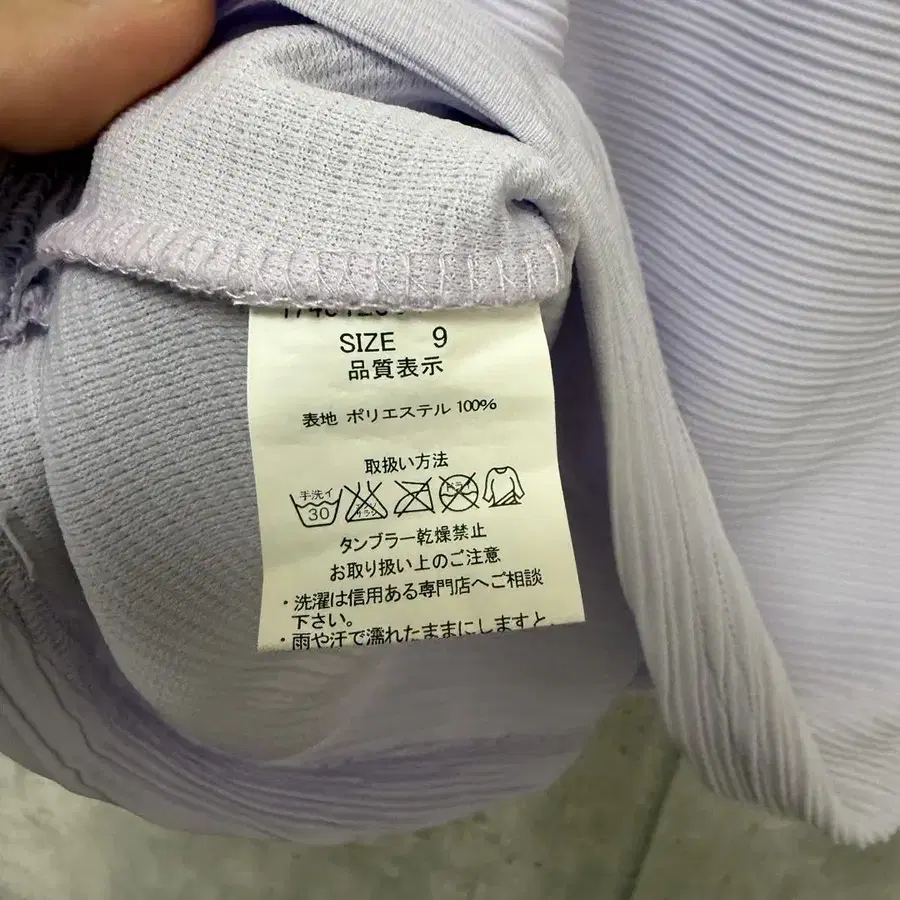 SIZE 9
品質表示
表地 ポリエステル 100%
取扱い方法
手洗イ
30
タンブラー乾燥禁止
お取り扱い上のご注意
・洗濯は信用ある専門店へご相談
下さい。
・雨や汗で濡れたままにしますと